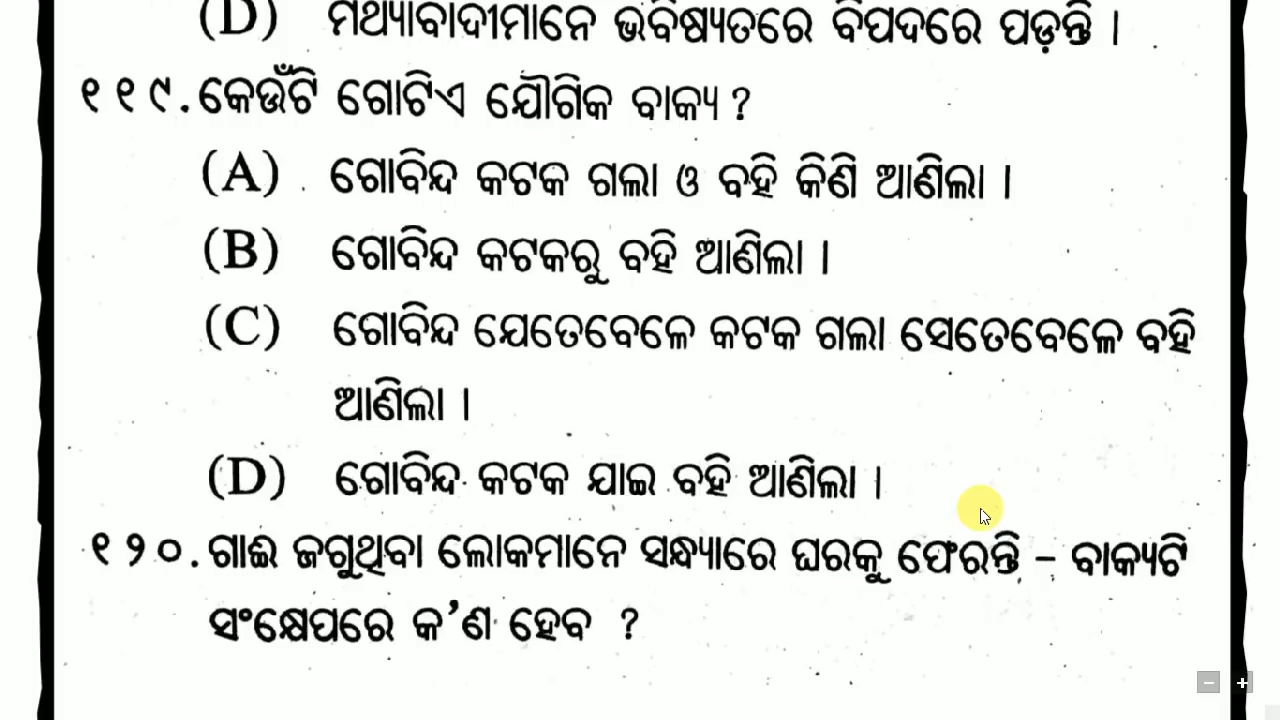 (D) ମିଥ୍ୟାବାଦୀମାନେ ଭବିଷ୍ୟତରେ ବିପଦରେ ପଡ଼ନ୍ତି ।
୧୧୯. କେଉଁଟି ଗୋଟିଏ ଯୌଗିକ ବାକ୍ୟ ?
(A) ଗୋବିନ୍ଦ କଟକ ଗଲା ଓ ବହି କିଣି ଆଣିଲା ।
(B) ଗୋବିନ୍ଦ କଟକରୁ ବହି ଆଣିଲା ।
(C) ଗୋବିନ୍ଦ ଯେତେବେଳେ କଟକ ଗଲା ସେତେବେଳେ ବହି
ଆଣିଲା ।
(D) ଗୋବିନ୍ଦ କଟକ ଯାଇ ବହି ଆଣିଲା ।
୧୨୦. ଗାଈ ଜଗୁଥିବା ଲୋକମାନେ ସନ୍ଧ୍ୟାରେ ଘରକୁ ଫେରନ୍ତି – ବାକ୍ୟଟି
ସଂକ୍ଷେପରେ କ’ଣ ହେବ ?